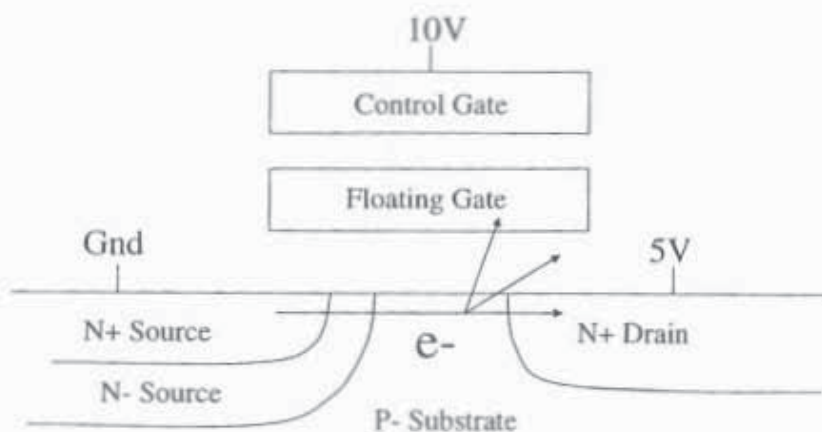 10V
Control Gate
Floating Gate
Gnd
5V
N+ Source
e-
N+ Drain
N- Source
P- Substrate